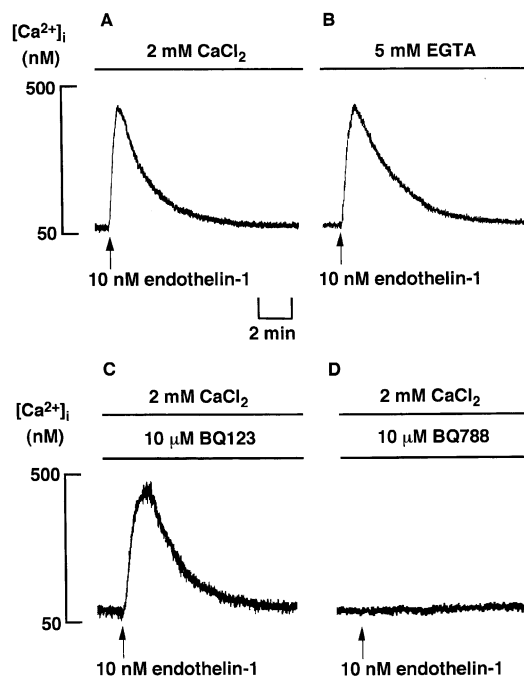 A
B
[Ca²⁺]ᵢ
(nM)
2 mM CaCl₂
5 mM EGTA
500
50
10 nM endothelin-1
10 nM endothelin-1
2 min
C
D
[Ca²⁺]ᵢ
(nM)
2 mM CaCl₂
2 mM CaCl₂
10 µM BQ123
10 µM BQ788
500
50
10 nM endothelin-1
10 nM endothelin-1